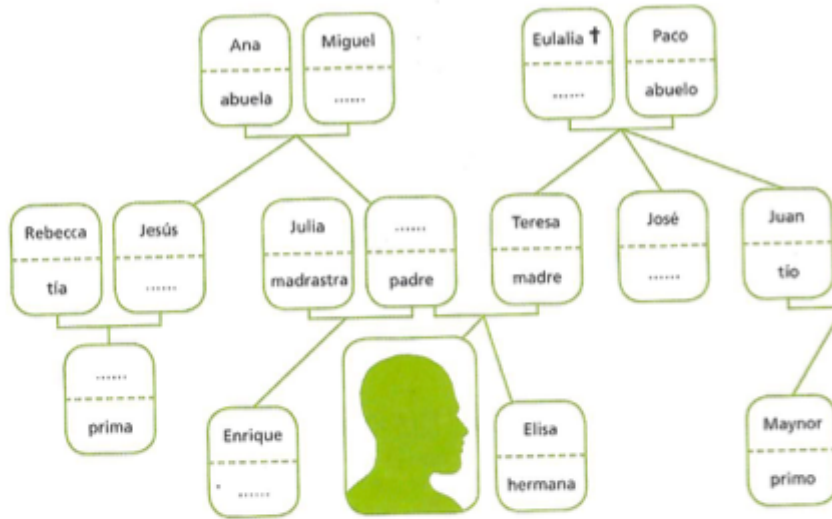 Ana
abuela
Miguel
......
Eulalia †
......
Paco
abuelo
Rebecca
tía
Jesús
......
Julia
madrastra
......
padre
Teresa
madre
José
......
Juan
tío
......
prima
Enrique
......
Elisa
hermana
Maynor
primo